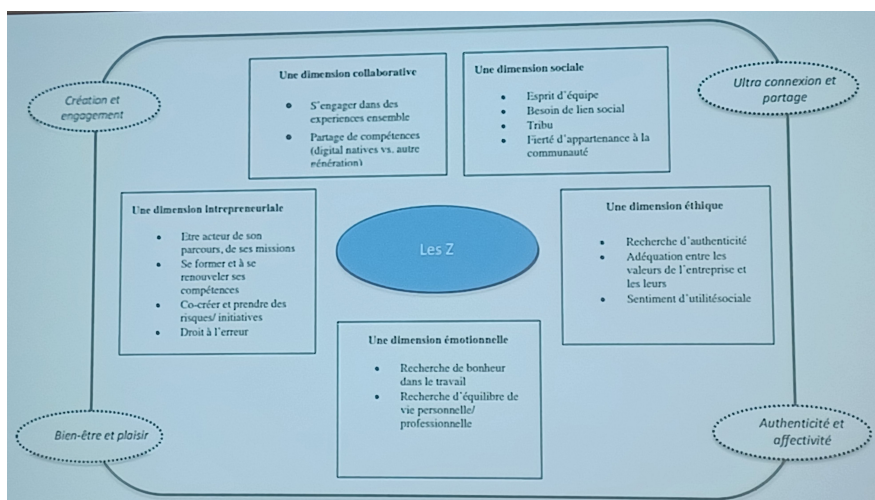 Création et
engagement
Une dimension collaborative
S'engager dans des
experiences ensemble
Partage de compétences
(digital natives vs. autre
génération)
Une dimension sociale
Esprit d'équipe
Besoin de lien social
Tribu
Fierté d'appartenance à la
communauté
Ultra connexion et
partage
Une dimension intrepreneuriale
Etre acteur de son
parcours, de ses missions
Se former et à se
renouveler ses
compétences
Co-créer et prendre des
risques/ initiatives
Droit à l'erreur
Les Z
Une dimension éthique
Recherche d'authenticité
Adéquation entre les
valeurs de l'entreprise et
les leurs
Sentiment d'utilitésociale
Une dimension émotionnelle
Recherche de bonheur
dans le travail
Recherche d'équilibre de
vie personnelle/
professionnelle
Bien-être et plaisir
Authenticité et
affectivité